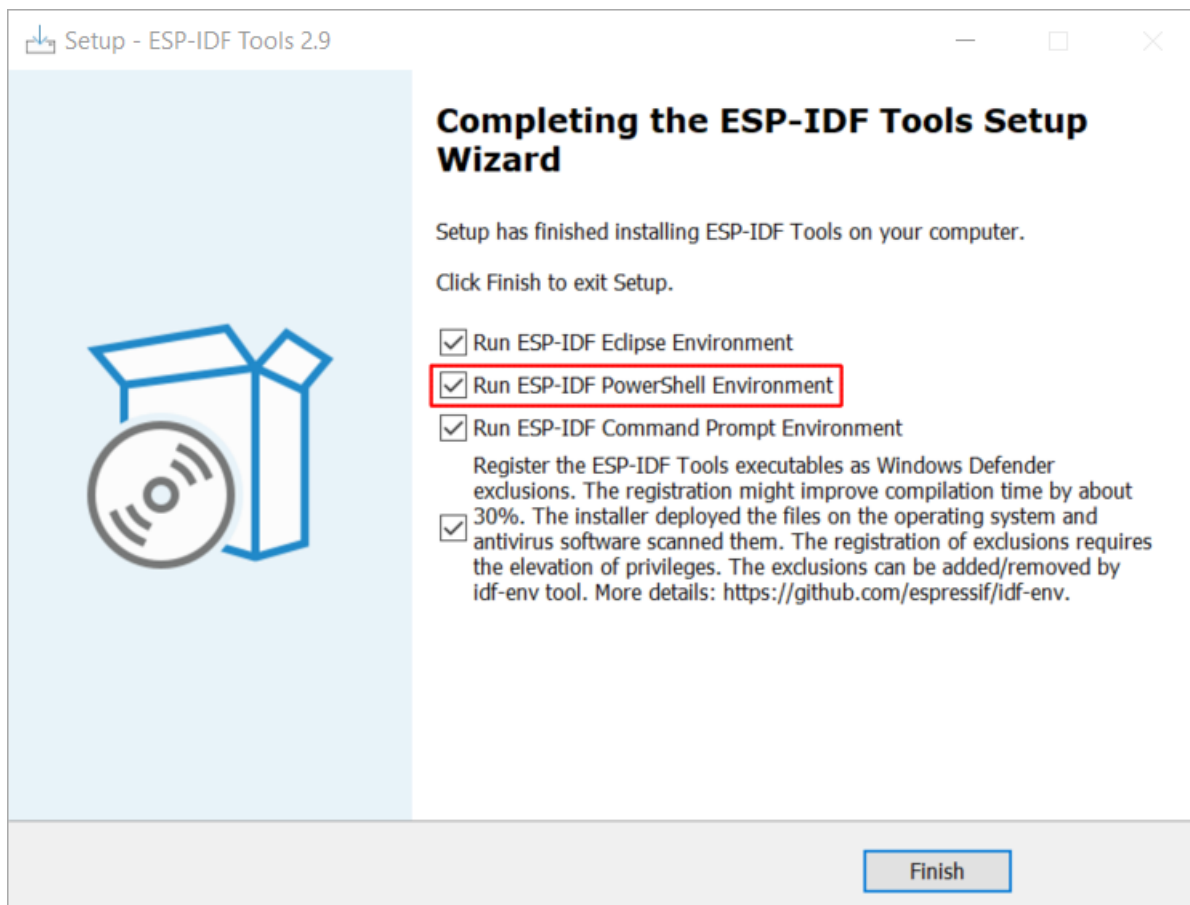 Setup - ESP-IDF Tools 2.9
Completing the ESP-IDF Tools Setup
Wizard
Setup has finished installing ESP-IDF Tools on your computer.
Click Finish to exit Setup.
Run ESP-IDF Eclipse Environment
Run ESP-IDF PowerShell Environment
Run ESP-IDF Command Prompt Environment
Register the ESP-IDF Tools executables as Windows Defender
exclusions. The registration might improve compilation time by about
30%. The installer deployed the files on the operating system and
antivirus software scanned them. The registration of exclusions requires
the elevation of privileges. The exclusions can be added/removed by
idf-env tool. More details: https://github.com/espressif/idf-env.
Finish